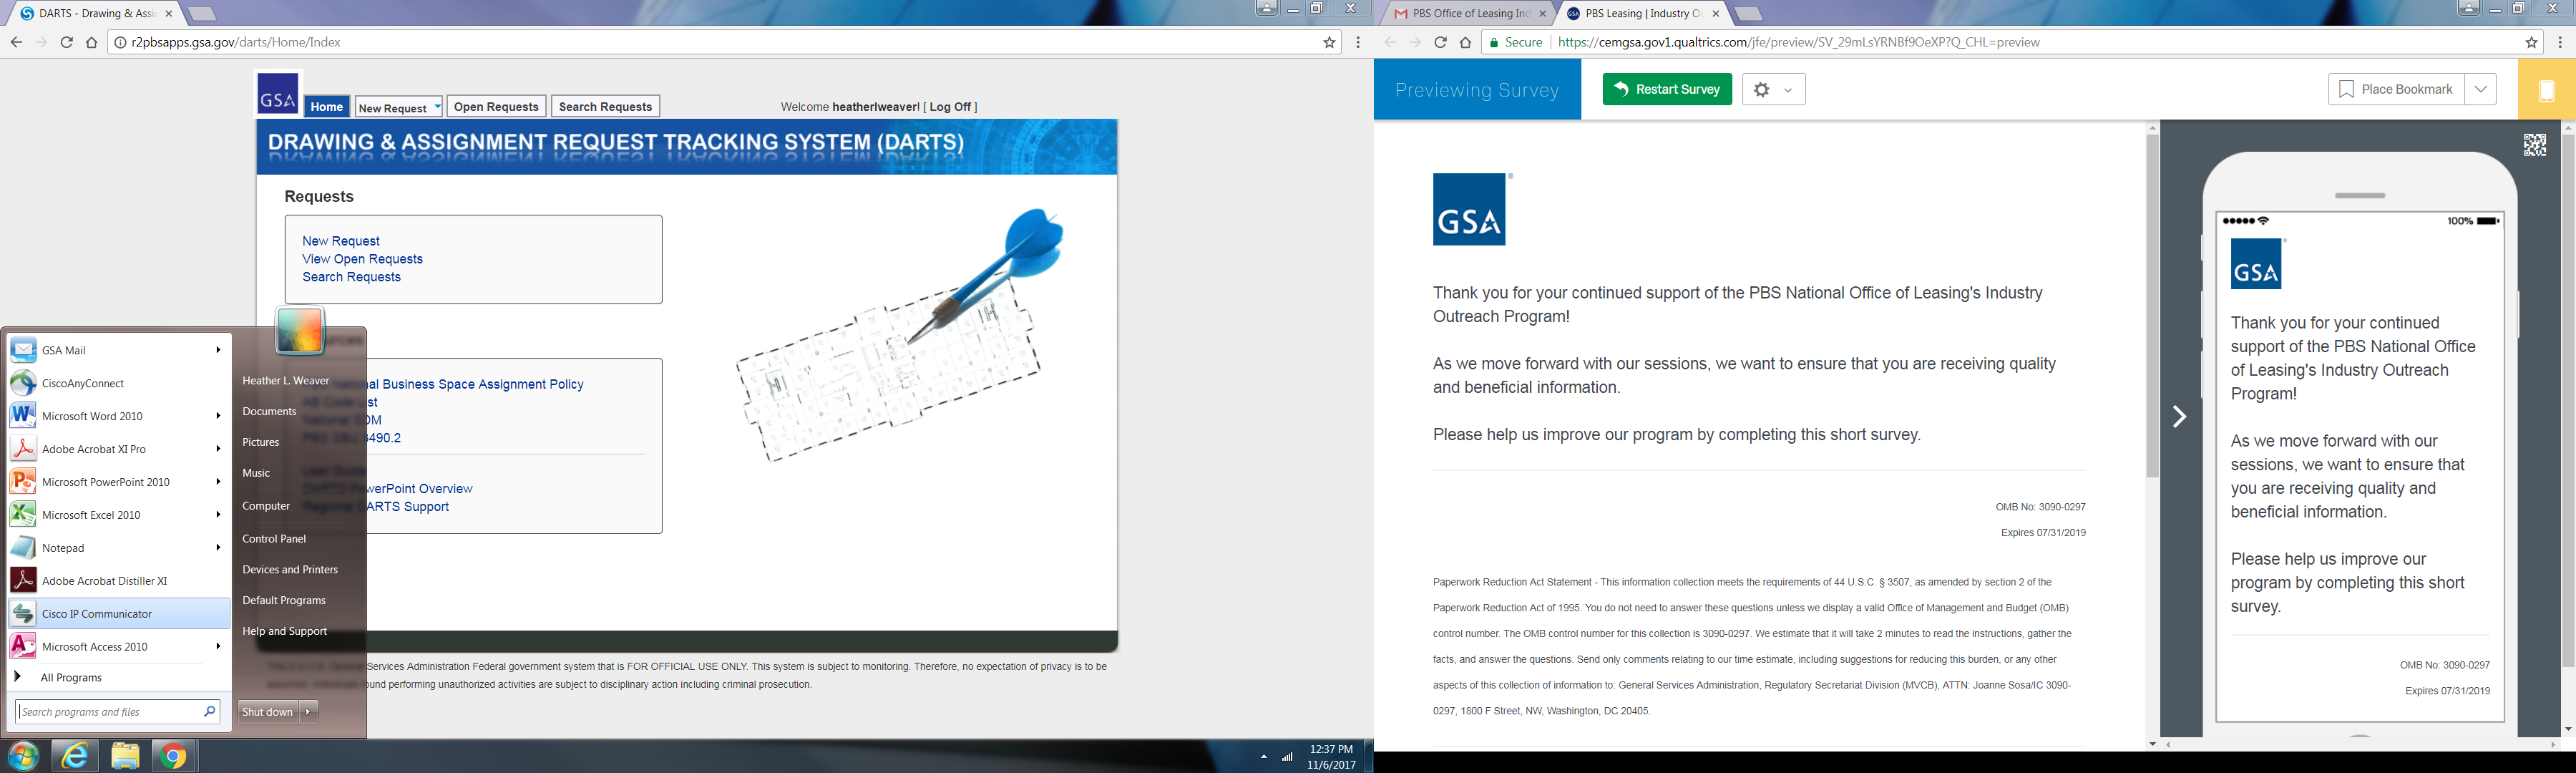 DARTS - Drawing & Assi
r2pbsapps.gsa.gov/darts/Home/Index
GSA
Home
New Request
Open Requests
Search Requests
Welcome heatherlweaver! [ Log Off ]
DRAWING & ASSIGNMENT REQUEST TRACKING SYSTEM (DARTS)
Requests
New Request
View Open Requests
Search Requests
al Business Space Assignment Policy
AB Code List
National SDM
PBS SBU 3490.2
User Guide
DARTS PowerPoint Overview
Regional DARTS Support
Services Administration Federal government system that is FOR OFFICIAL USE ONLY. This system is subject to monitoring. Therefore, no expectation of privacy is to be
ound performing unauthorized activities are subject to disciplinary action including criminal prosecution.
GSA Mail
CiscoAnyConnect
Microsoft Word 2010
Adobe Acrobat XI Pro
Microsoft PowerPoint 2010
Microsoft Excel 2010
Notepad
Adobe Acrobat Distiller XI
Cisco IP Communicator
Microsoft Access 2010
All Programs
Search programs and files
Heather L. Weaver
Documents
Pictures
Music
Computer
Control Panel
Devices and Printers
Default Programs
Help and Support
Shut down
12:37 PM
11/6/2017
PBS Office of Leasing Ind
PBS Leasing | Industry O
Secure
https://cemgsa.gov1.qualtrics.com/jfe/preview/SV_29mLsYRNBf9OeXP?Q_CHL=preview
Previewing Survey
Restart Survey
Place Bookmark
GSA
Thank you for your continued support of the PBS National Office of Leasing's Industry
Outreach Program!
As we move forward with our sessions, we want to ensure that you are receiving quality
and beneficial information.
Please help us improve our program by completing this short survey.
OMB No: 3090-0297
Expires 07/31/2019
Paperwork Reduction Act Statement - This information collection meets the requirements of 44 U.S.C. § 3507, as amended by section 2 of the
Paperwork Reduction Act of 1995. You do not need to answer these questions unless we display a valid Office of Management and Budget (OMB)
control number. The OMB control number for this collection is 3090-0297. We estimate that it will take 2 minutes to read the instructions, gather the
facts, and answer the questions. Send only comments relating to our time estimate, including suggestions for reducing this burden, or any other
aspects of this collection of information to: General Services Administration, Regulatory Secretariat Division (MVCB), ATTN: Joanne Sosa/IC 3090-
0297, 1800 F Street, NW, Washington, DC 20405.
100%
GSA
Thank you for your continued
support of the PBS National Office
of Leasing's Industry Outreach
Program!
As we move forward with our
sessions, we want to ensure that
you are receiving quality and
beneficial information.
Please help us improve our
program by completing this short
survey.
OMB No: 3090-0297
Expires 07/31/2019